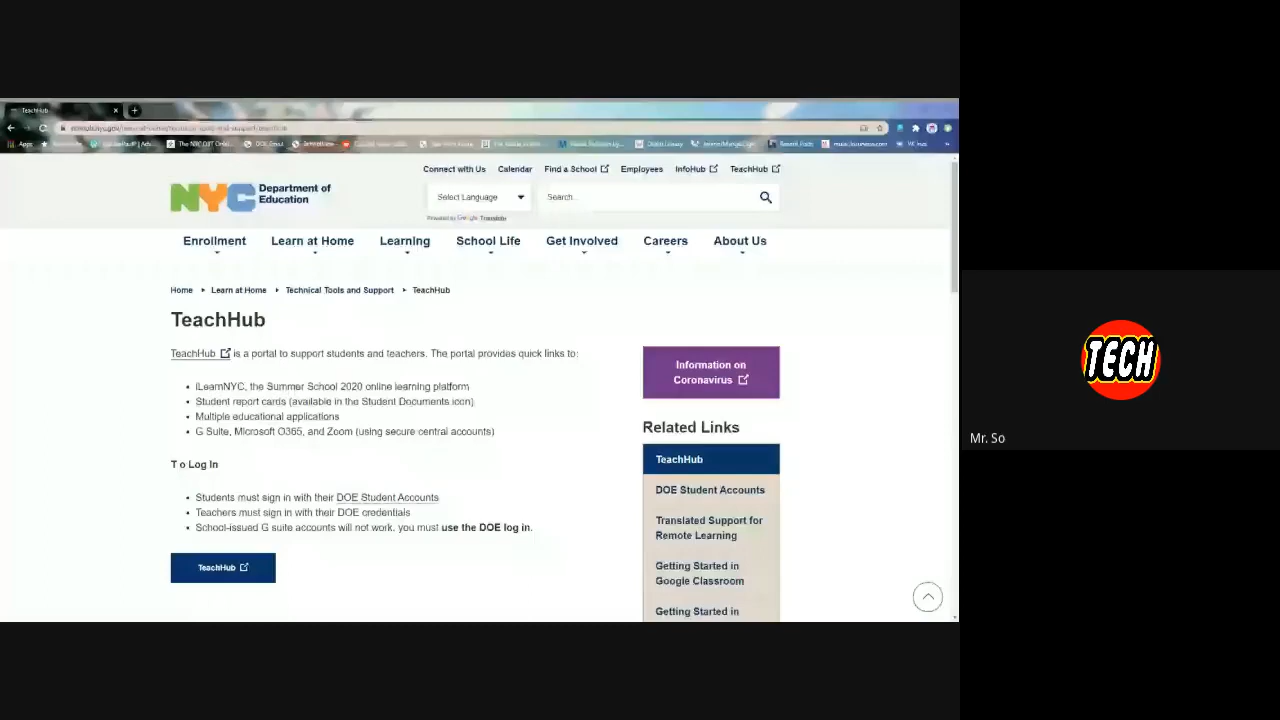 TeachHub
Apps
Connect with Us Calendar Find a School Employees InfoHub TeachHub
NYC Department of Education
Select Language Search...
Powered by Google Translate
Enrollment Learn at Home Learning School Life Get Involved Careers About Us
Home Learn at Home Technical Tools and Support TeachHub
TeachHub
TeachHub is a portal to support students and teachers. The portal provides quick links to:
iLearnNYC, the Summer School 2020 online learning platform
Student report cards (available in the Student Documents icon)
Multiple educational applications
G Suite, Microsoft O365, and Zoom (using secure central accounts)
T o Log In
Students must sign in with their DOE Student Accounts
Teachers must sign in with their DOE credentials
School-issued G suite accounts will not work, you must use the DOE log in.
TeachHub
Information on
Coronavirus
Related Links
TeachHub
DOE Student Accounts
Translated Support for
Remote Learning
Getting Started in
Google Classroom
Getting Started in
TECH
Mr. So